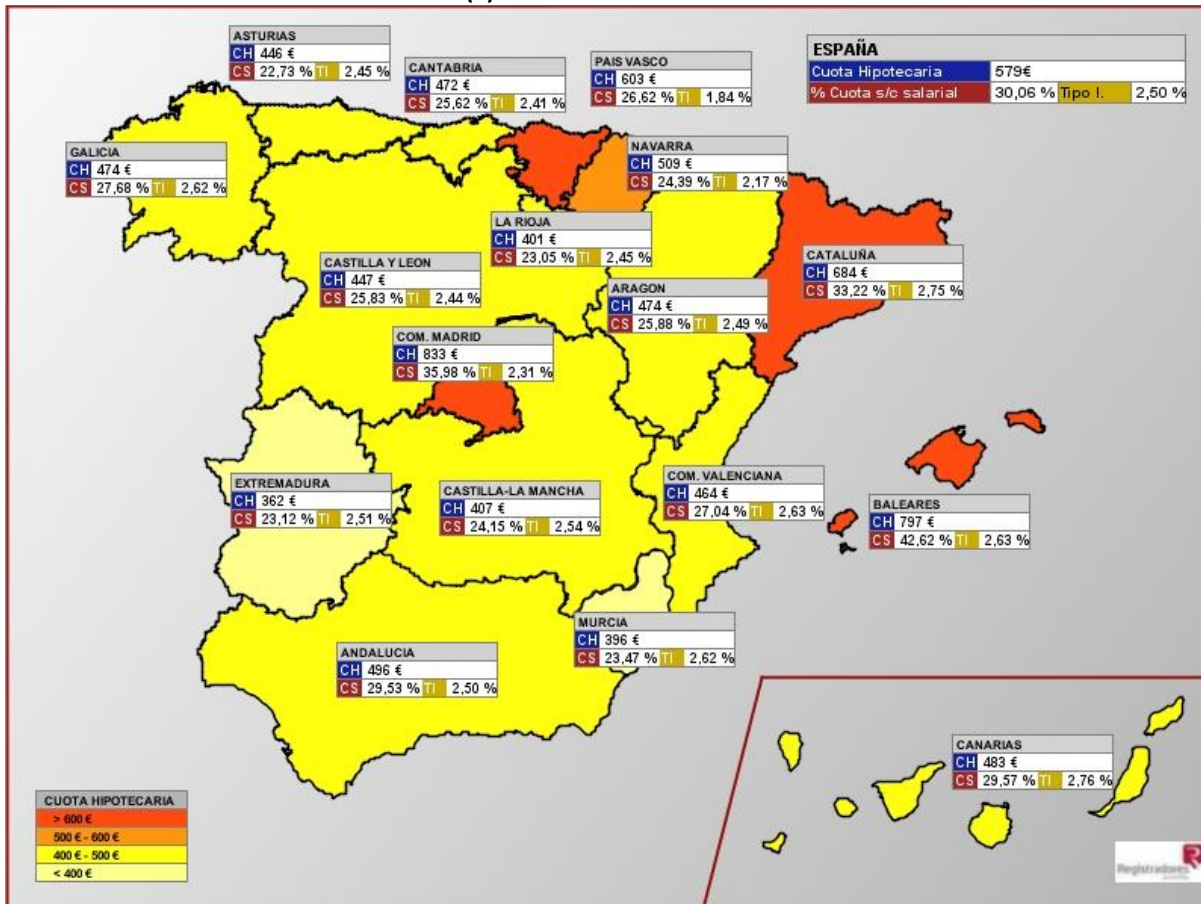 ASTURIAS
CH 446 €
CS 22,73 % TI 2,45 %
CANTABRIA
CH 472 €
CS 25,62 % TI 2,41 %
PAIS VASCO
CH 603 €
CS 26,62 % TI 1,84 %
ESPAÑA
Cuota Hipotecaria 579€
% Cuota s/c salarial 30,06 % Tipo I. 2,50 %
GALICIA
CH 474 €
CS 27,68 % TI 2,62 %
NAVARRA
CH 509 €
CS 24,39 % TI 2,17 %
LA RIOJA
CH 401 €
CS 23,05 % TI 2,45 %
CASTILLA Y LEON
CH 447 €
CS 25,83 % TI 2,44 %
ARAGON
CH 474 €
CS 25,88 % TI 2,49 %
CATALUÑA
CH 684 €
CS 33,22 % TI 2,75 %
COM. MADRID
CH 833 €
CS 35,98 % TI 2,31 %
EXTREMADURA
CH 362 €
CS 23,12 % TI 2,51 %
CASTILLA-LA MANCHA
CH 407 €
CS 24,15 % TI 2,54 %
COM. VALENCIANA
CH 464 €
CS 27,04 % TI 2,63 %
BALEARES
CH 797 €
CS 42,62 % TI 2,63 %
MURCIA
CH 396 €
CS 23,47 % TI 2,62 %
ANDALUCIA
CH 496 €
CS 29,53 % TI 2,50 %
CANARIAS
CH 483 €
CS 29,57 % TI 2,76 %
CUOTA HIPOTECARIA
> 600 €
500 € - 600 €
400 € - 500 €
< 400 €
Registradores